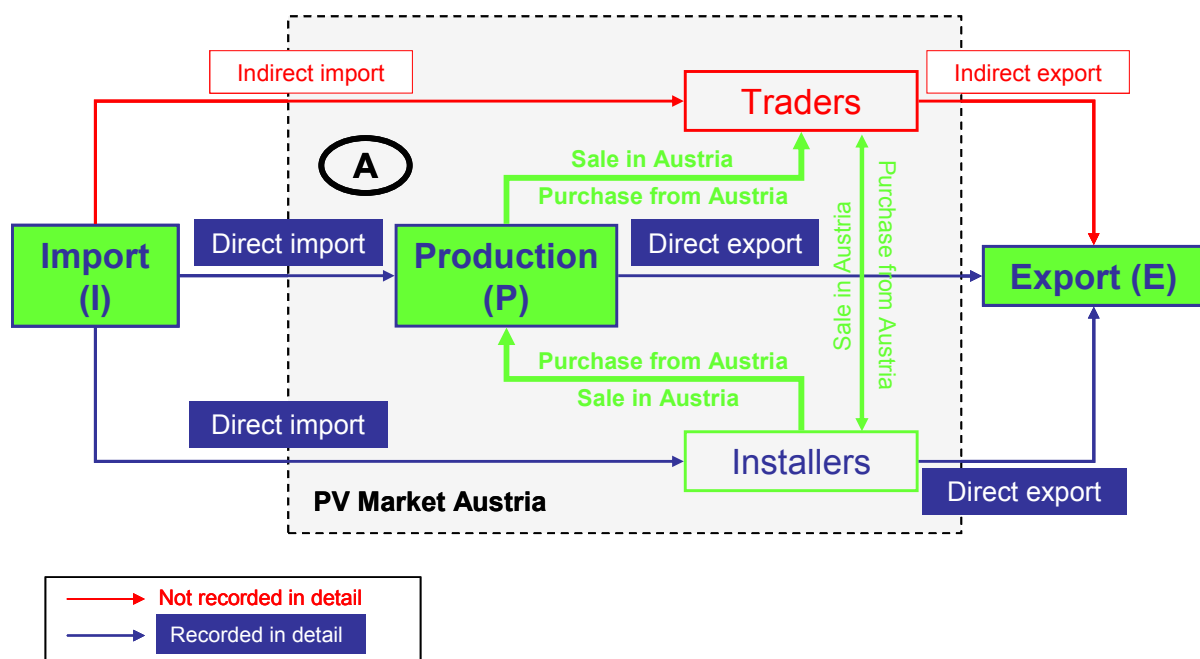 Indirect import
Indirect export
Traders
A
Sale in Austria
Purchase from Austria
Sale in Austria
Purchase from Austria
Import
(I)
Direct import
Production
(P)
Direct export
Export (E)
Purchase from Austria
Sale in Austria
Direct import
Installers
Direct export
PV Market Austria
Not recorded in detail
Recorded in detail